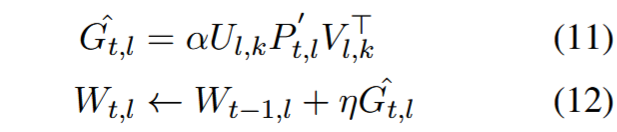 Ĝ_{t,l} = αU_{l,k}P'_{t,l}V_{l,k}^⊤ (11)
W_{t,l} ← W_{t−1,l} + ηĜ_{t,l} (12)